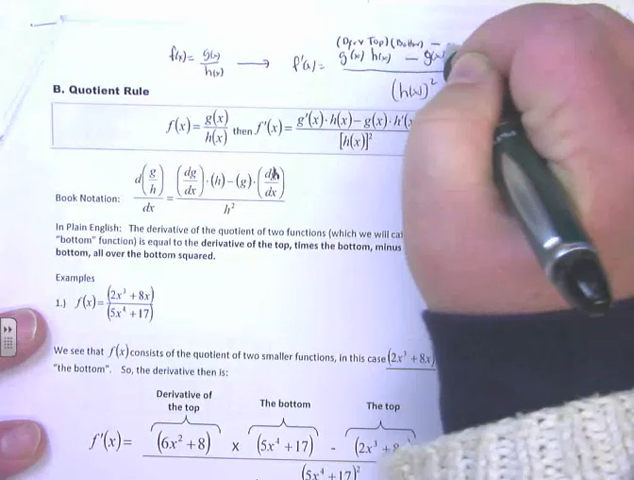 (Derv Top)(Bottom) -
f(x) = g(x)/h(x) → f'(x) = g'(x) h(x) - g(x) / (h(x))²
B. Quotient Rule
f(x) = g(x)/h(x) then f'(x) = g'(x)·h(x) - g(x)·h'( / [h(x)]²
Book Notation: d(g/h)/dx = (dg/dx)·(h) - (g)·(dh/dx) / h²
In Plain English: The derivative of the quotient of two functions (which we will
"bottom" function) is equal to the derivative of the top, times the bottom, minus
bottom, all over the bottom squared.
Examples
1.) f(x) = (2x³ + 8x)/(5x⁴ + 17)
We see that f(x) consists of the quotient of two smaller functions, in this case (2x³ + 8x)
"the bottom". So, the derivative then is:
Derivative of
the top The bottom The top
f'(x) = (6x² + 8) x (5x⁴ + 17) - (2x³ +
(5x⁴ + 17)²